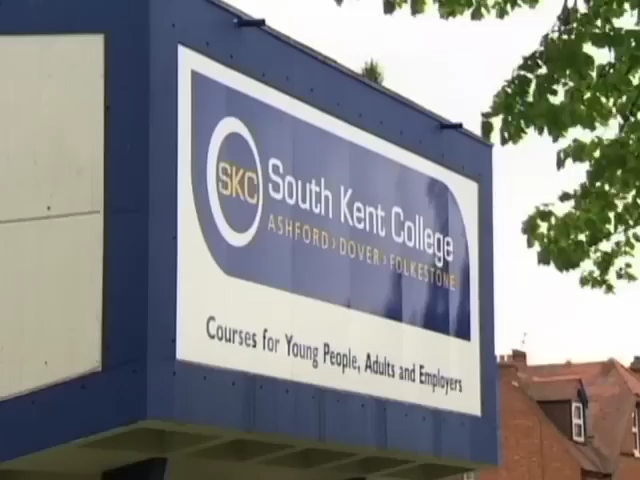 SKC
South Kent College
ASHFORD › DOVER › FOLKESTONE
Courses for Young People, Adults and Employers